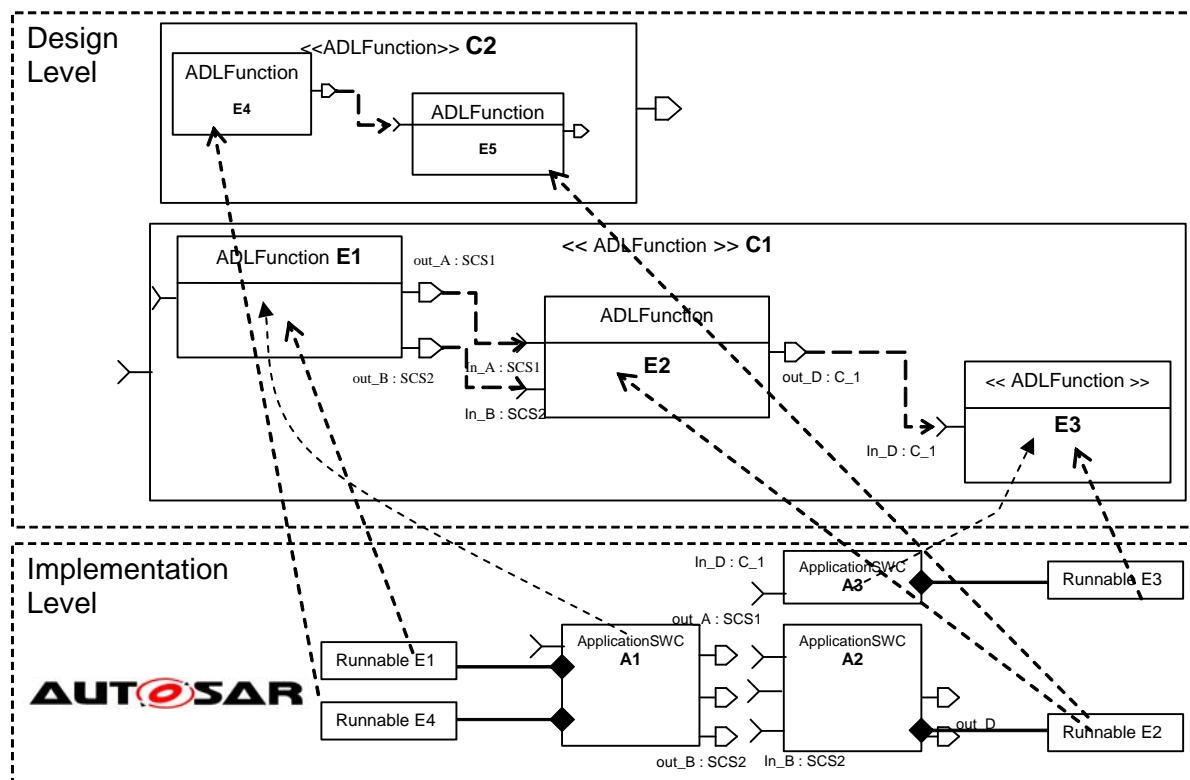 Design
Level
<<ADLFunction>> C2
ADLFunction
E4
ADLFunction
E5
<< ADLFunction >> C1
ADLFunction E1
out_A : SCS1
out_B : SCS2
ADLFunction
E2
In_A : SCS1
In_B : SCS2
out_D : C_1
<< ADLFunction >>
E3
In_D : C_1
Implementation
Level
In_D : C_1
ApplicationSWC
A3
Runnable E3
out_A : SCS1
ApplicationSWC
A1
ApplicationSWC
A2
Runnable E1
AUTOSAR
Runnable E4
out_D
Runnable E2
out_B : SCS2
In_B : SCS2